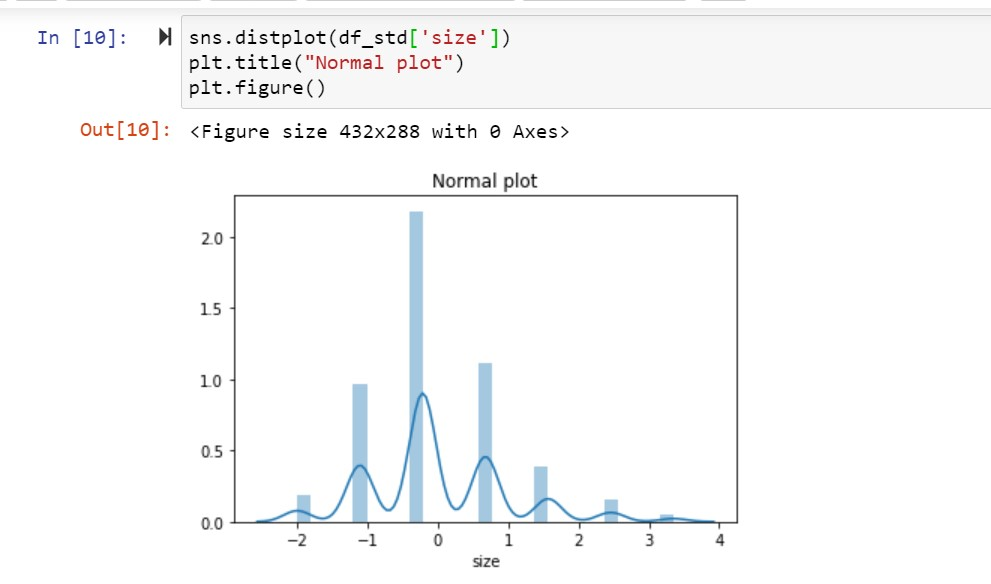 In [10]:
sns.distplot(df_std['size'])
plt.title("Normal plot")
plt.figure()
Out[10]: <Figure size 432x288 with 0 Axes>
Normal plot
2.0
1.5
1.0
0.5
0.0
−2 −1 0 1 2 3 4
size